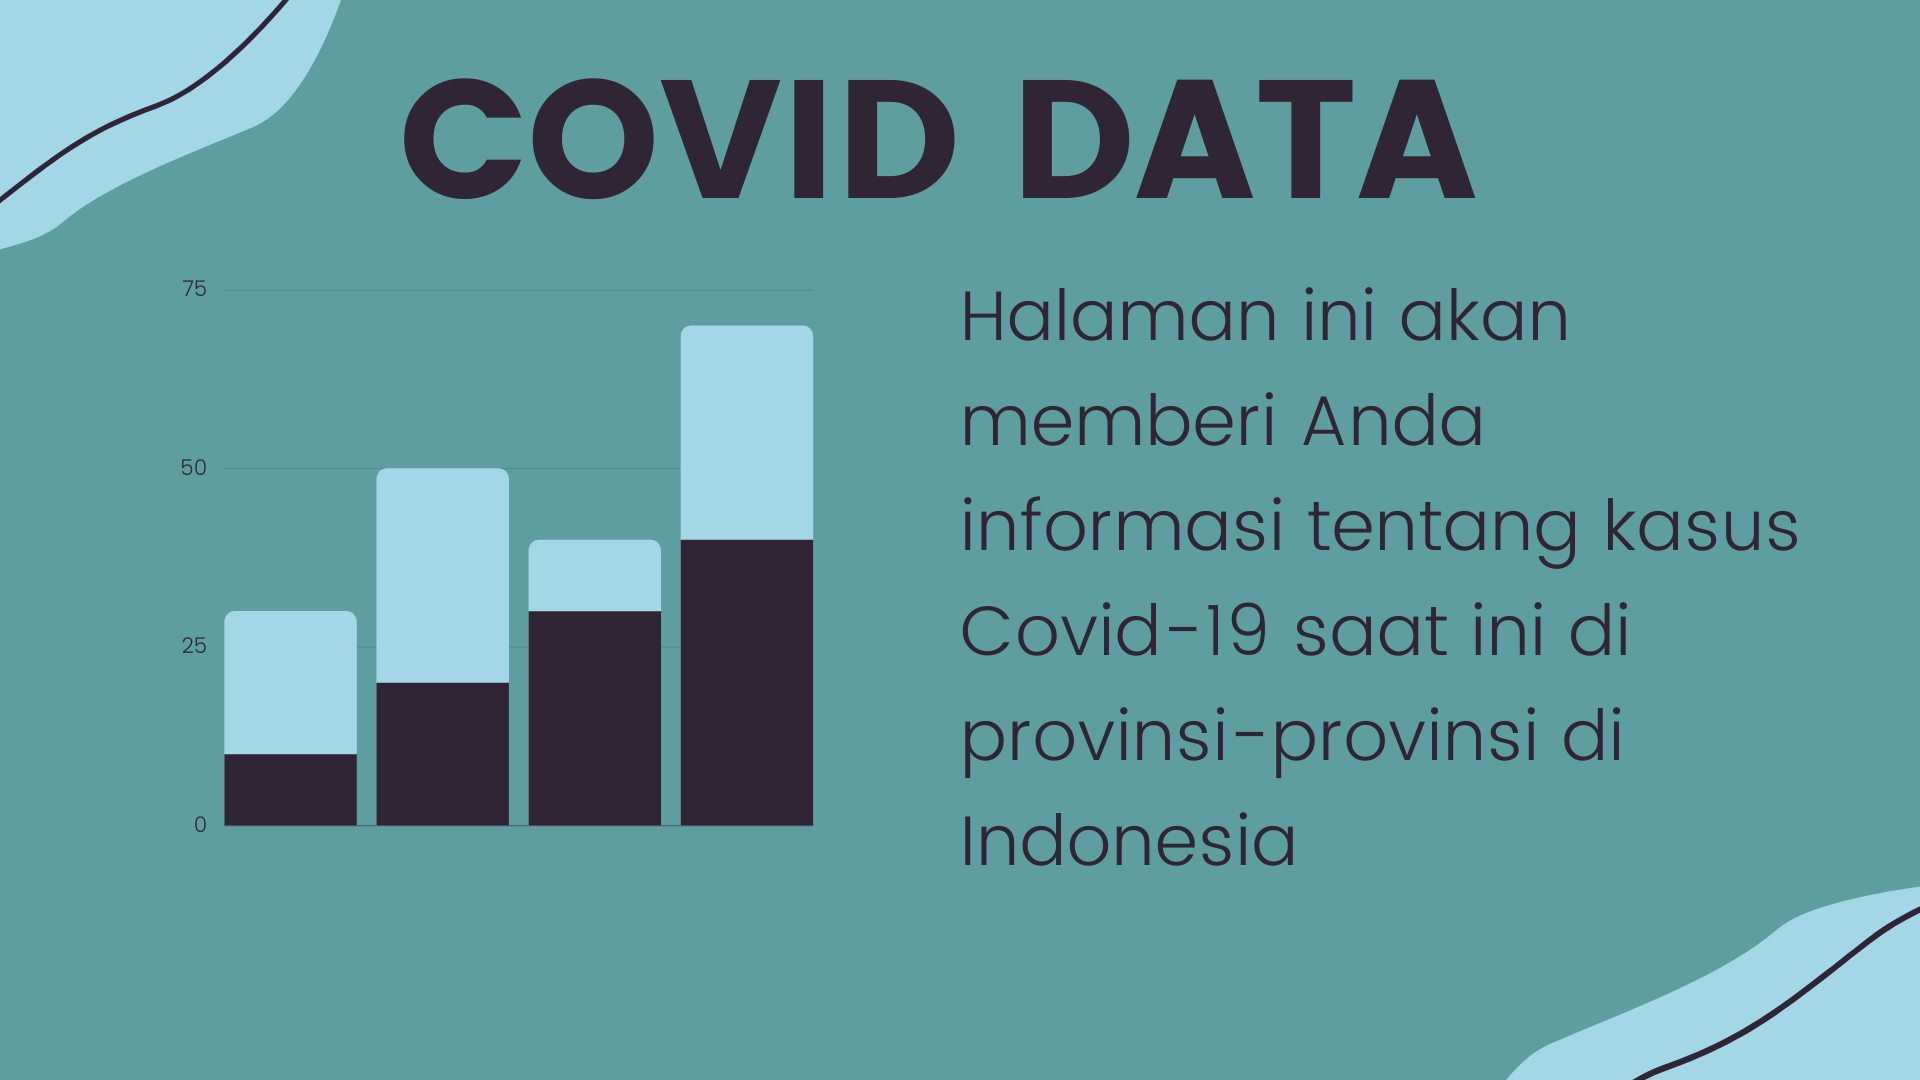 COVID DATA
75
50
25
0
Halaman ini akan
memberi Anda
informasi tentang kasus
Covid-19 saat ini di
provinsi-provinsi di
Indonesia